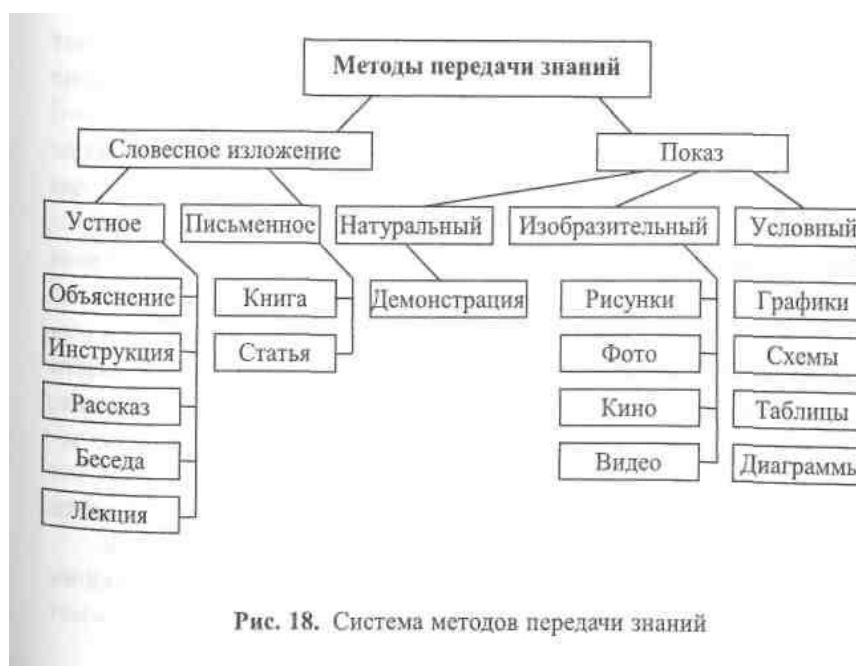 Методы передачи знаний
Словесное изложение
Показ
Устное
Письменное
Натуральный
Изобразительный
Условный
Объяснение
Книга
Демонстрация
Рисунки
Графики
Инструкция
Статья
Фото
Схемы
Рассказ
Кино
Таблицы
Беседа
Видео
Диаграммы
Лекция
Рис. 18. Система методов передачи знаний